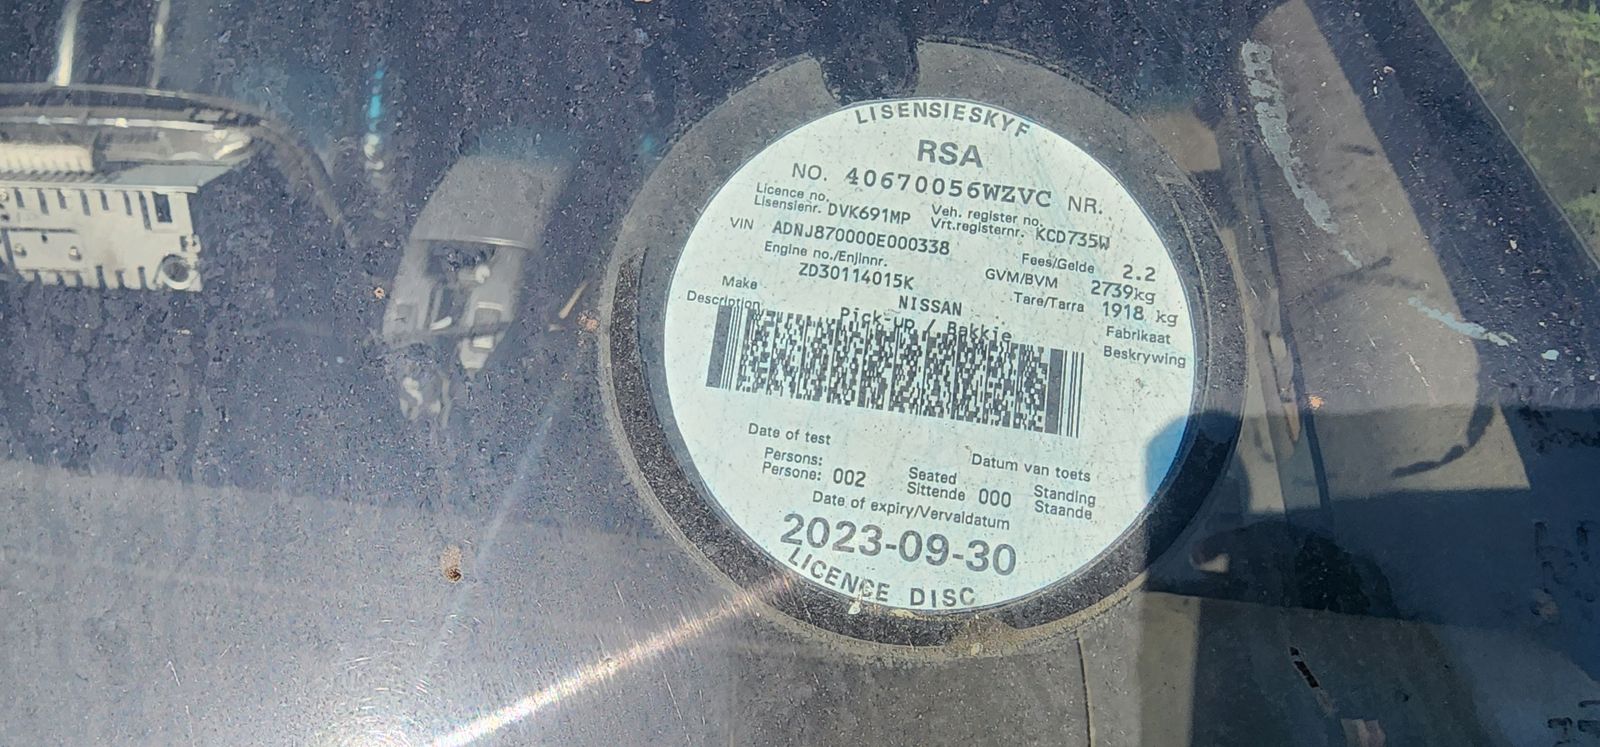 LISENSIESKYF
RSA
NO. 40670056WZVC NR.
Licence no. Veh. register no.
Lisensienr. DVK691MP Vrt.registernr. KCD735W
VIN ADNJ870000E000338 Fees/Gelde 2.2
Engine no./Enjinnr. GVM/BVM 2739kg
ZD30114015K Tare/Tarra 1918 kg
Make NISSAN Fabrikaat
Description Pick-up / Bakkie Beskrywing
Date of test Datum van toets
Persons: Seated Standing
Persone: 002 Sittende 000 Staande
Date of expiry/Vervaldatum
2023-09-30
LICENCE DISC